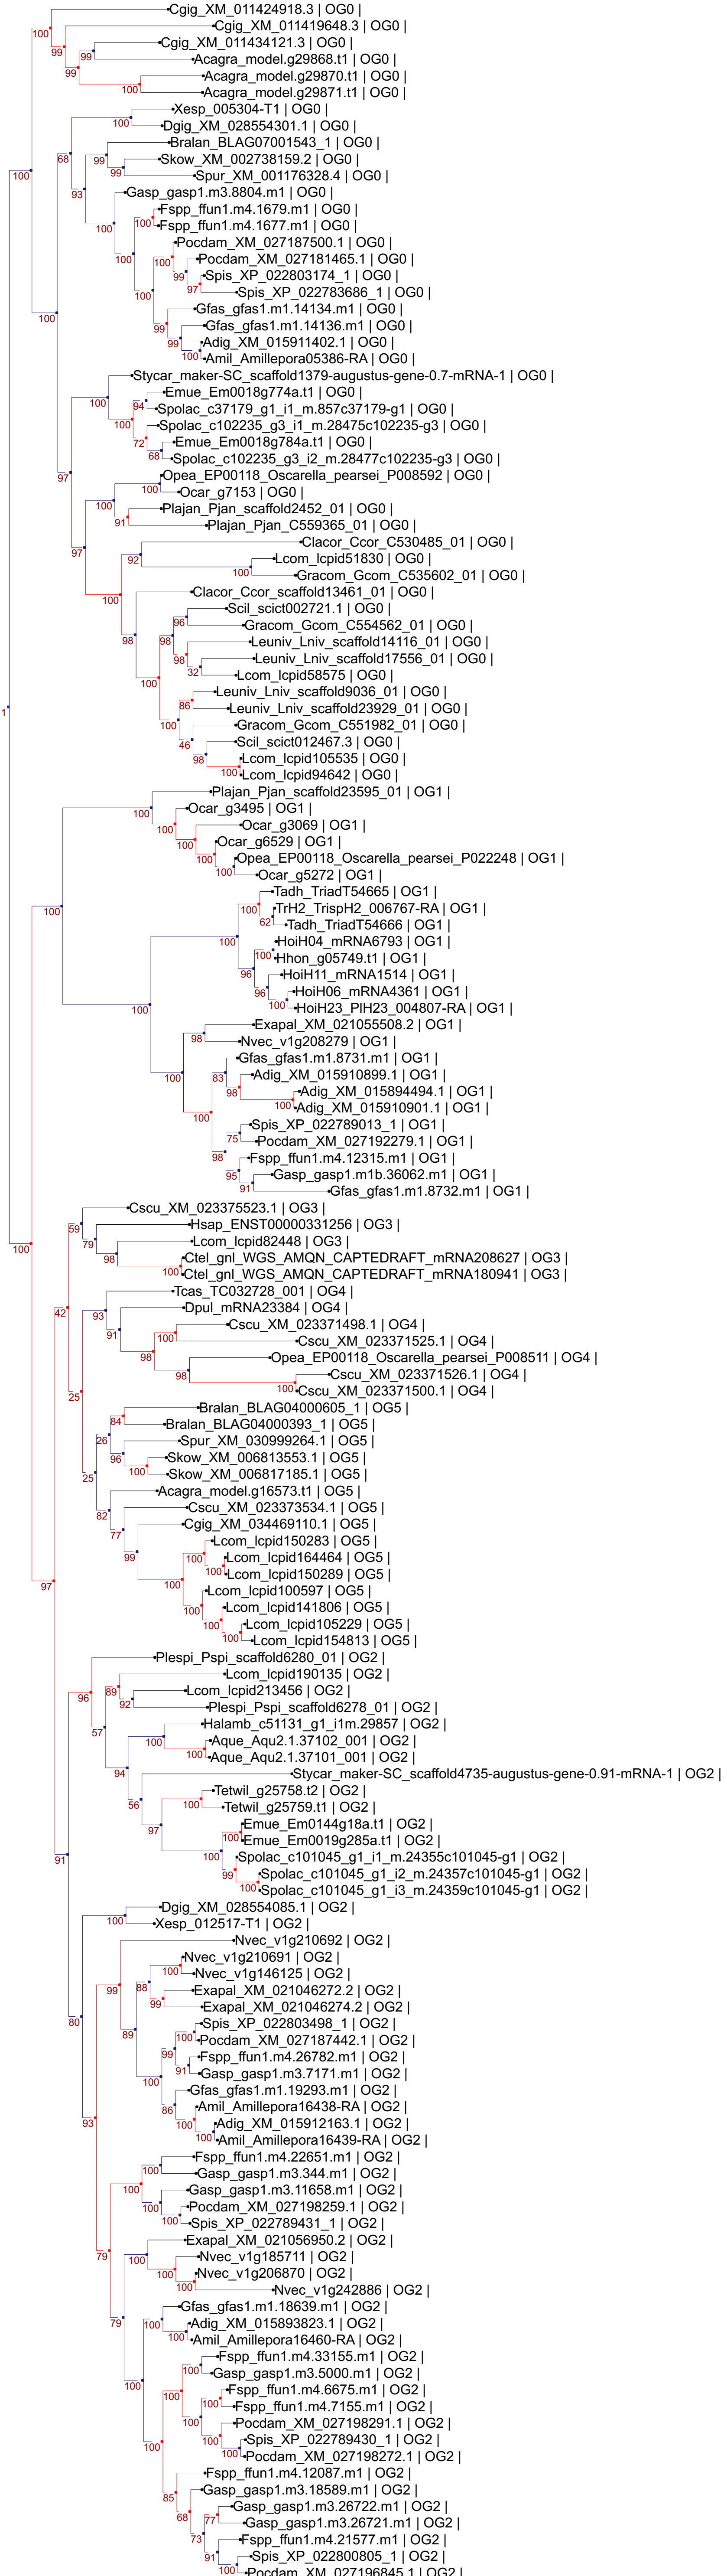 Cgig_XM_011424918.3 | OG0 |
Cgig_XM_011419648.3 | OG0 |
Cgig_XM_011434121.3 | OG0 |
Acagra_model.g29868.t1 | OG0 |
Acagra_model.g29870.t1 | OG0 |
Acagra_model.g29871.t1 | OG0 |
Xesp_005304-T1 | OG0 |
Dgig_XM_028554301.1 | OG0 |
Bralan_BLAG07001543_1 | OG0 |
Skow_XM_002738159.2 | OG0 |
Spur_XM_001176328.4 | OG0 |
Gasp_gasp1.m3.8804.m1 | OG0 |
Fspp_ffun1.m4.1679.m1 | OG0 |
Fspp_ffun1.m4.1677.m1 | OG0 |
Pocdam_XM_027187500.1 | OG0 |
Pocdam_XM_027181465.1 | OG0 |
Spis_XP_022803174_1 | OG0 |
Spis_XP_022783686_1 | OG0 |
Gfas_gfas1.m1.14134.m1 | OG0 |
Gfas_gfas1.m1.14136.m1 | OG0 |
Adig_XM_015911402.1 | OG0 |
Amil_Amillepora05386-RA | OG0 |
Stycar_maker-SC_scaffold1379-augustus-gene-0.7-mRNA-1 | OG0 |
Emue_Em0018g774a.t1 | OG0 |
Spolac_c37179_g1_i1_m.857c37179-g1 | OG0 |
Spolac_c102235_g3_i1_m.28475c102235-g3 | OG0 |
Emue_Em0018g784a.t1 | OG0 |
Spolac_c102235_g3_i2_m.28477c102235-g3 | OG0 |
Opea_EP00118_Oscarella_pearsei_P008592 | OG0 |
Ocar_g7153 | OG0 |
Plajan_Pjan_scaffold2452_01 | OG0 |
Plajan_Pjan_C559365_01 | OG0 |
Clacor_Ccor_C530485_01 | OG0 |
Lcom_lcpid51830 | OG0 |
Gracom_Gcom_C535602_01 | OG0 |
Clacor_Ccor_scaffold13461_01 | OG0 |
Scil_scict002721.1 | OG0 |
Gracom_Gcom_C554562_01 | OG0 |
Leuniv_Lniv_scaffold14116_01 | OG0 |
Leuniv_Lniv_scaffold17556_01 | OG0 |
Lcom_lcpid58575 | OG0 |
Leuniv_Lniv_scaffold9036_01 | OG0 |
Leuniv_Lniv_scaffold23929_01 | OG0 |
Gracom_Gcom_C551982_01 | OG0 |
Scil_scict012467.3 | OG0 |
Lcom_lcpid105535 | OG0 |
Lcom_lcpid94642 | OG0 |
Plajan_Pjan_scaffold23595_01 | OG1 |
Ocar_g3495 | OG1 |
Ocar_g3069 | OG1 |
Ocar_g6529 | OG1 |
Opea_EP00118_Oscarella_pearsei_P022248 | OG1 |
Ocar_g5272 | OG1 |
Tadh_TriadT54665 | OG1 |
TrH2_TrispH2_006767-RA | OG1 |
Tadh_TriadT54666 | OG1 |
HoiH04_mRNA6793 | OG1 |
Hhon_g05749.t1 | OG1 |
HoiH11_mRNA1514 | OG1 |
HoiH06_mRNA4361 | OG1 |
HoiH23_PlH23_004807-RA | OG1 |
Exapal_XM_021055508.2 | OG1 |
Nvec_v1g208279 | OG1 |
Gfas_gfas1.m1.8731.m1 | OG1 |
Adig_XM_015910899.1 | OG1 |
Adig_XM_015894494.1 | OG1 |
Adig_XM_015910901.1 | OG1 |
Spis_XP_022789013_1 | OG1 |
Pocdam_XM_027192279.1 | OG1 |
Fspp_ffun1.m4.12315.m1 | OG1 |
Gasp_gasp1.m1b.36062.m1 | OG1 |
Gfas_gfas1.m1.8732.m1 | OG1 |
Cscu_XM_023375523.1 | OG3 |
Hsap_ENST00000331256 | OG3 |
Lcom_lcpid82448 | OG3 |
Ctel_gnl_WGS_AMQN_CAPTEDRAFT_mRNA208627 | OG3 |
Ctel_gnl_WGS_AMQN_CAPTEDRAFT_mRNA180941 | OG3 |
Tcas_TC032728_001 | OG4 |
Dpul_mRNA23384 | OG4 |
Cscu_XM_023371498.1 | OG4 |
Cscu_XM_023371525.1 | OG4 |
Opea_EP00118_Oscarella_pearsei_P008511 | OG4 |
Cscu_XM_023371526.1 | OG4 |
Cscu_XM_023371500.1 | OG4 |
Bralan_BLAG04000605_1 | OG5 |
Bralan_BLAG04000393_1 | OG5 |
Spur_XM_030999264.1 | OG5 |
Skow_XM_006813553.1 | OG5 |
Skow_XM_006817185.1 | OG5 |
Acagra_model.g16573.t1 | OG5 |
Cscu_XM_023373534.1 | OG5 |
Cgig_XM_034469110.1 | OG5 |
Lcom_lcpid150283 | OG5 |
Lcom_lcpid164464 | OG5 |
Lcom_lcpid150289 | OG5 |
Lcom_lcpid100597 | OG5 |
Lcom_lcpid141806 | OG5 |
Lcom_lcpid105229 | OG5 |
Lcom_lcpid154813 | OG5 |
Plespi_Pspi_scaffold6280_01 | OG2 |
Lcom_lcpid190135 | OG2 |
Lcom_lcpid213456 | OG2 |
Plespi_Pspi_scaffold6278_01 | OG2 |
Halamb_c51131_g1_i1m.29857 | OG2 |
Aque_Aqu2.1.37102_001 | OG2 |
Aque_Aqu2.1.37101_001 | OG2 |
Stycar_maker-SC_scaffold4735-augustus-gene-0.91-mRNA-1 | OG2 |
Tetwil_g25758.t2 | OG2 |
Tetwil_g25759.t1 | OG2 |
Emue_Em0144g18a.t1 | OG2 |
Emue_Em0019g285a.t1 | OG2 |
Spolac_c101045_g1_i1_m.24355c101045-g1 | OG2 |
Spolac_c101045_g1_i2_m.24357c101045-g1 | OG2 |
Spolac_c101045_g1_i3_m.24359c101045-g1 | OG2 |
Dgig_XM_028554085.1 | OG2 |
Xesp_012517-T1 | OG2 |
Nvec_v1g210692 | OG2 |
Nvec_v1g210691 | OG2 |
Nvec_v1g146125 | OG2 |
Exapal_XM_021046272.2 | OG2 |
Exapal_XM_021046274.2 | OG2 |
Spis_XP_022803498_1 | OG2 |
Pocdam_XM_027187442.1 | OG2 |
Fspp_ffun1.m4.26782.m1 | OG2 |
Gasp_gasp1.m3.7171.m1 | OG2 |
Gfas_gfas1.m1.19293.m1 | OG2 |
Amil_Amillepora16438-RA | OG2 |
Adig_XM_015912163.1 | OG2 |
Amil_Amillepora16439-RA | OG2 |
Fspp_ffun1.m4.22651.m1 | OG2 |
Gasp_gasp1.m3.344.m1 | OG2 |
Gasp_gasp1.m3.11658.m1 | OG2 |
Pocdam_XM_027198259.1 | OG2 |
Spis_XP_022789431_1 | OG2 |
Exapal_XM_021056950.2 | OG2 |
Nvec_v1g185711 | OG2 |
Nvec_v1g206870 | OG2 |
Nvec_v1g242886 | OG2 |
Gfas_gfas1.m1.18639.m1 | OG2 |
Adig_XM_015893823.1 | OG2 |
Amil_Amillepora16460-RA | OG2 |
Fspp_ffun1.m4.33155.m1 | OG2 |
Gasp_gasp1.m3.5000.m1 | OG2 |
Fspp_ffun1.m4.6675.m1 | OG2 |
Fspp_ffun1.m4.7155.m1 | OG2 |
Pocdam_XM_027198291.1 | OG2 |
Spis_XP_022789430_1 | OG2 |
Pocdam_XM_027198272.1 | OG2 |
Fspp_ffun1.m4.12087.m1 | OG2 |
Gasp_gasp1.m3.18589.m1 | OG2 |
Gasp_gasp1.m3.26722.m1 | OG2 |
Gasp_gasp1.m3.26721.m1 | OG2 |
Fspp_ffun1.m4.21577.m1 | OG2 |
Spis_XP_022800805_1 | OG2 |
Pocdam_XM_027196845.1 | OG2 |